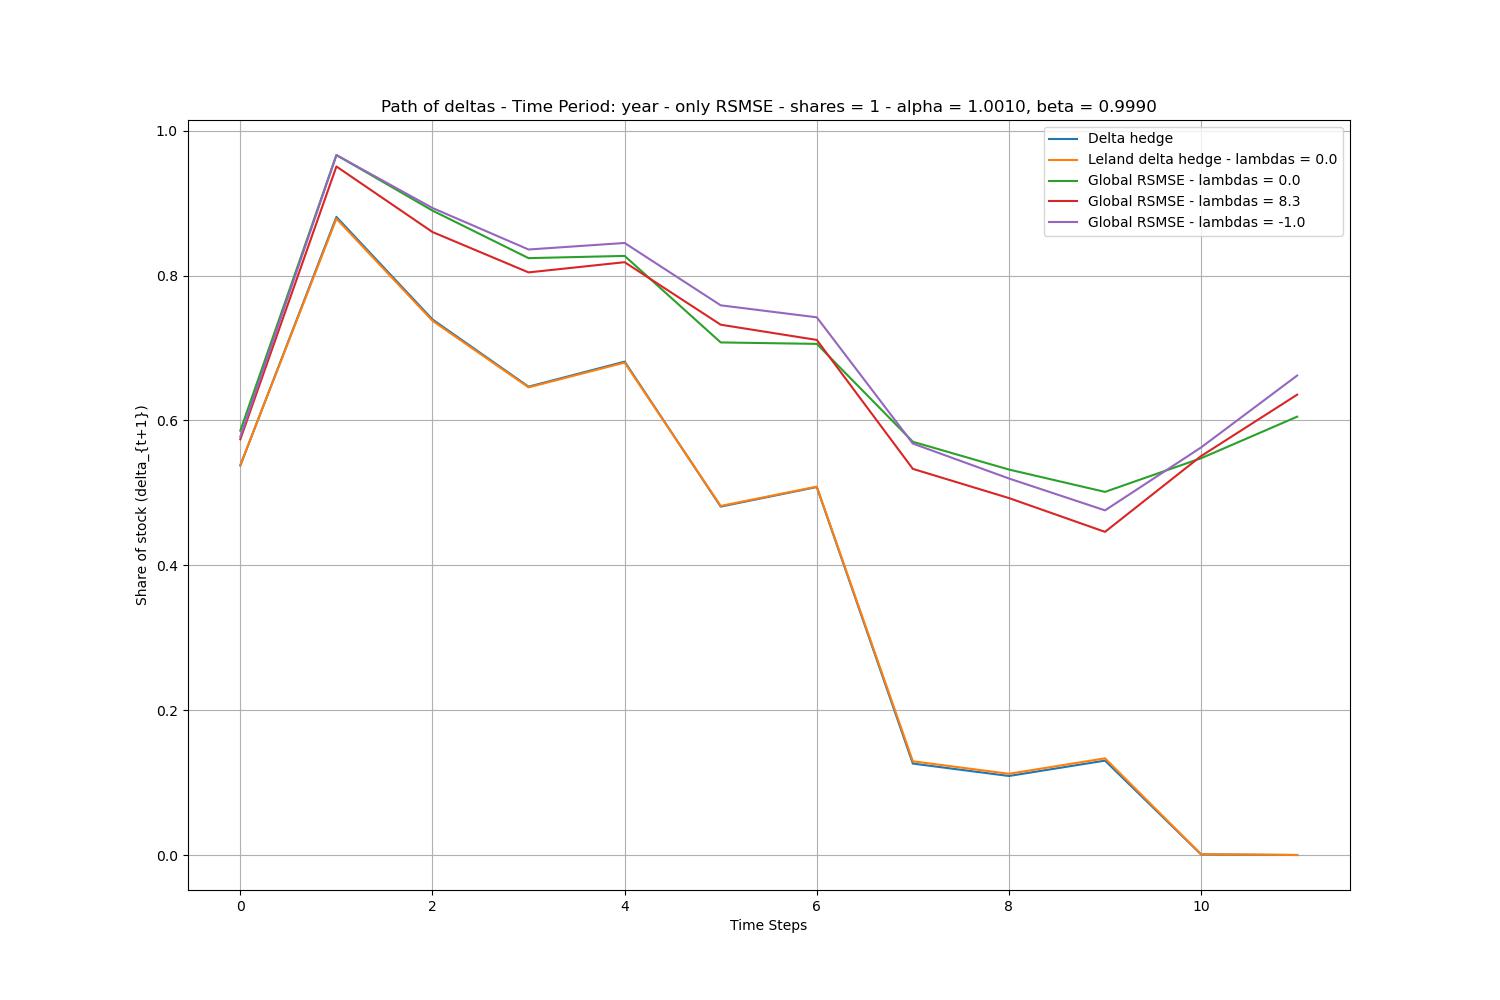 Path of deltas - Time Period: year - only RSMSE - shares = 1 - alpha = 1.0010, beta = 0.9990
Delta hedge
Leland delta hedge - lambdas = 0.0
Global RSMSE - lambdas = 0.0
Global RSMSE - lambdas = 8.3
Global RSMSE - lambdas = -1.0
Share of stock (delta_{t+1})
1.0
0.8
0.6
0.4
0.2
0.0
0 2 4 6 8 10
Time Steps